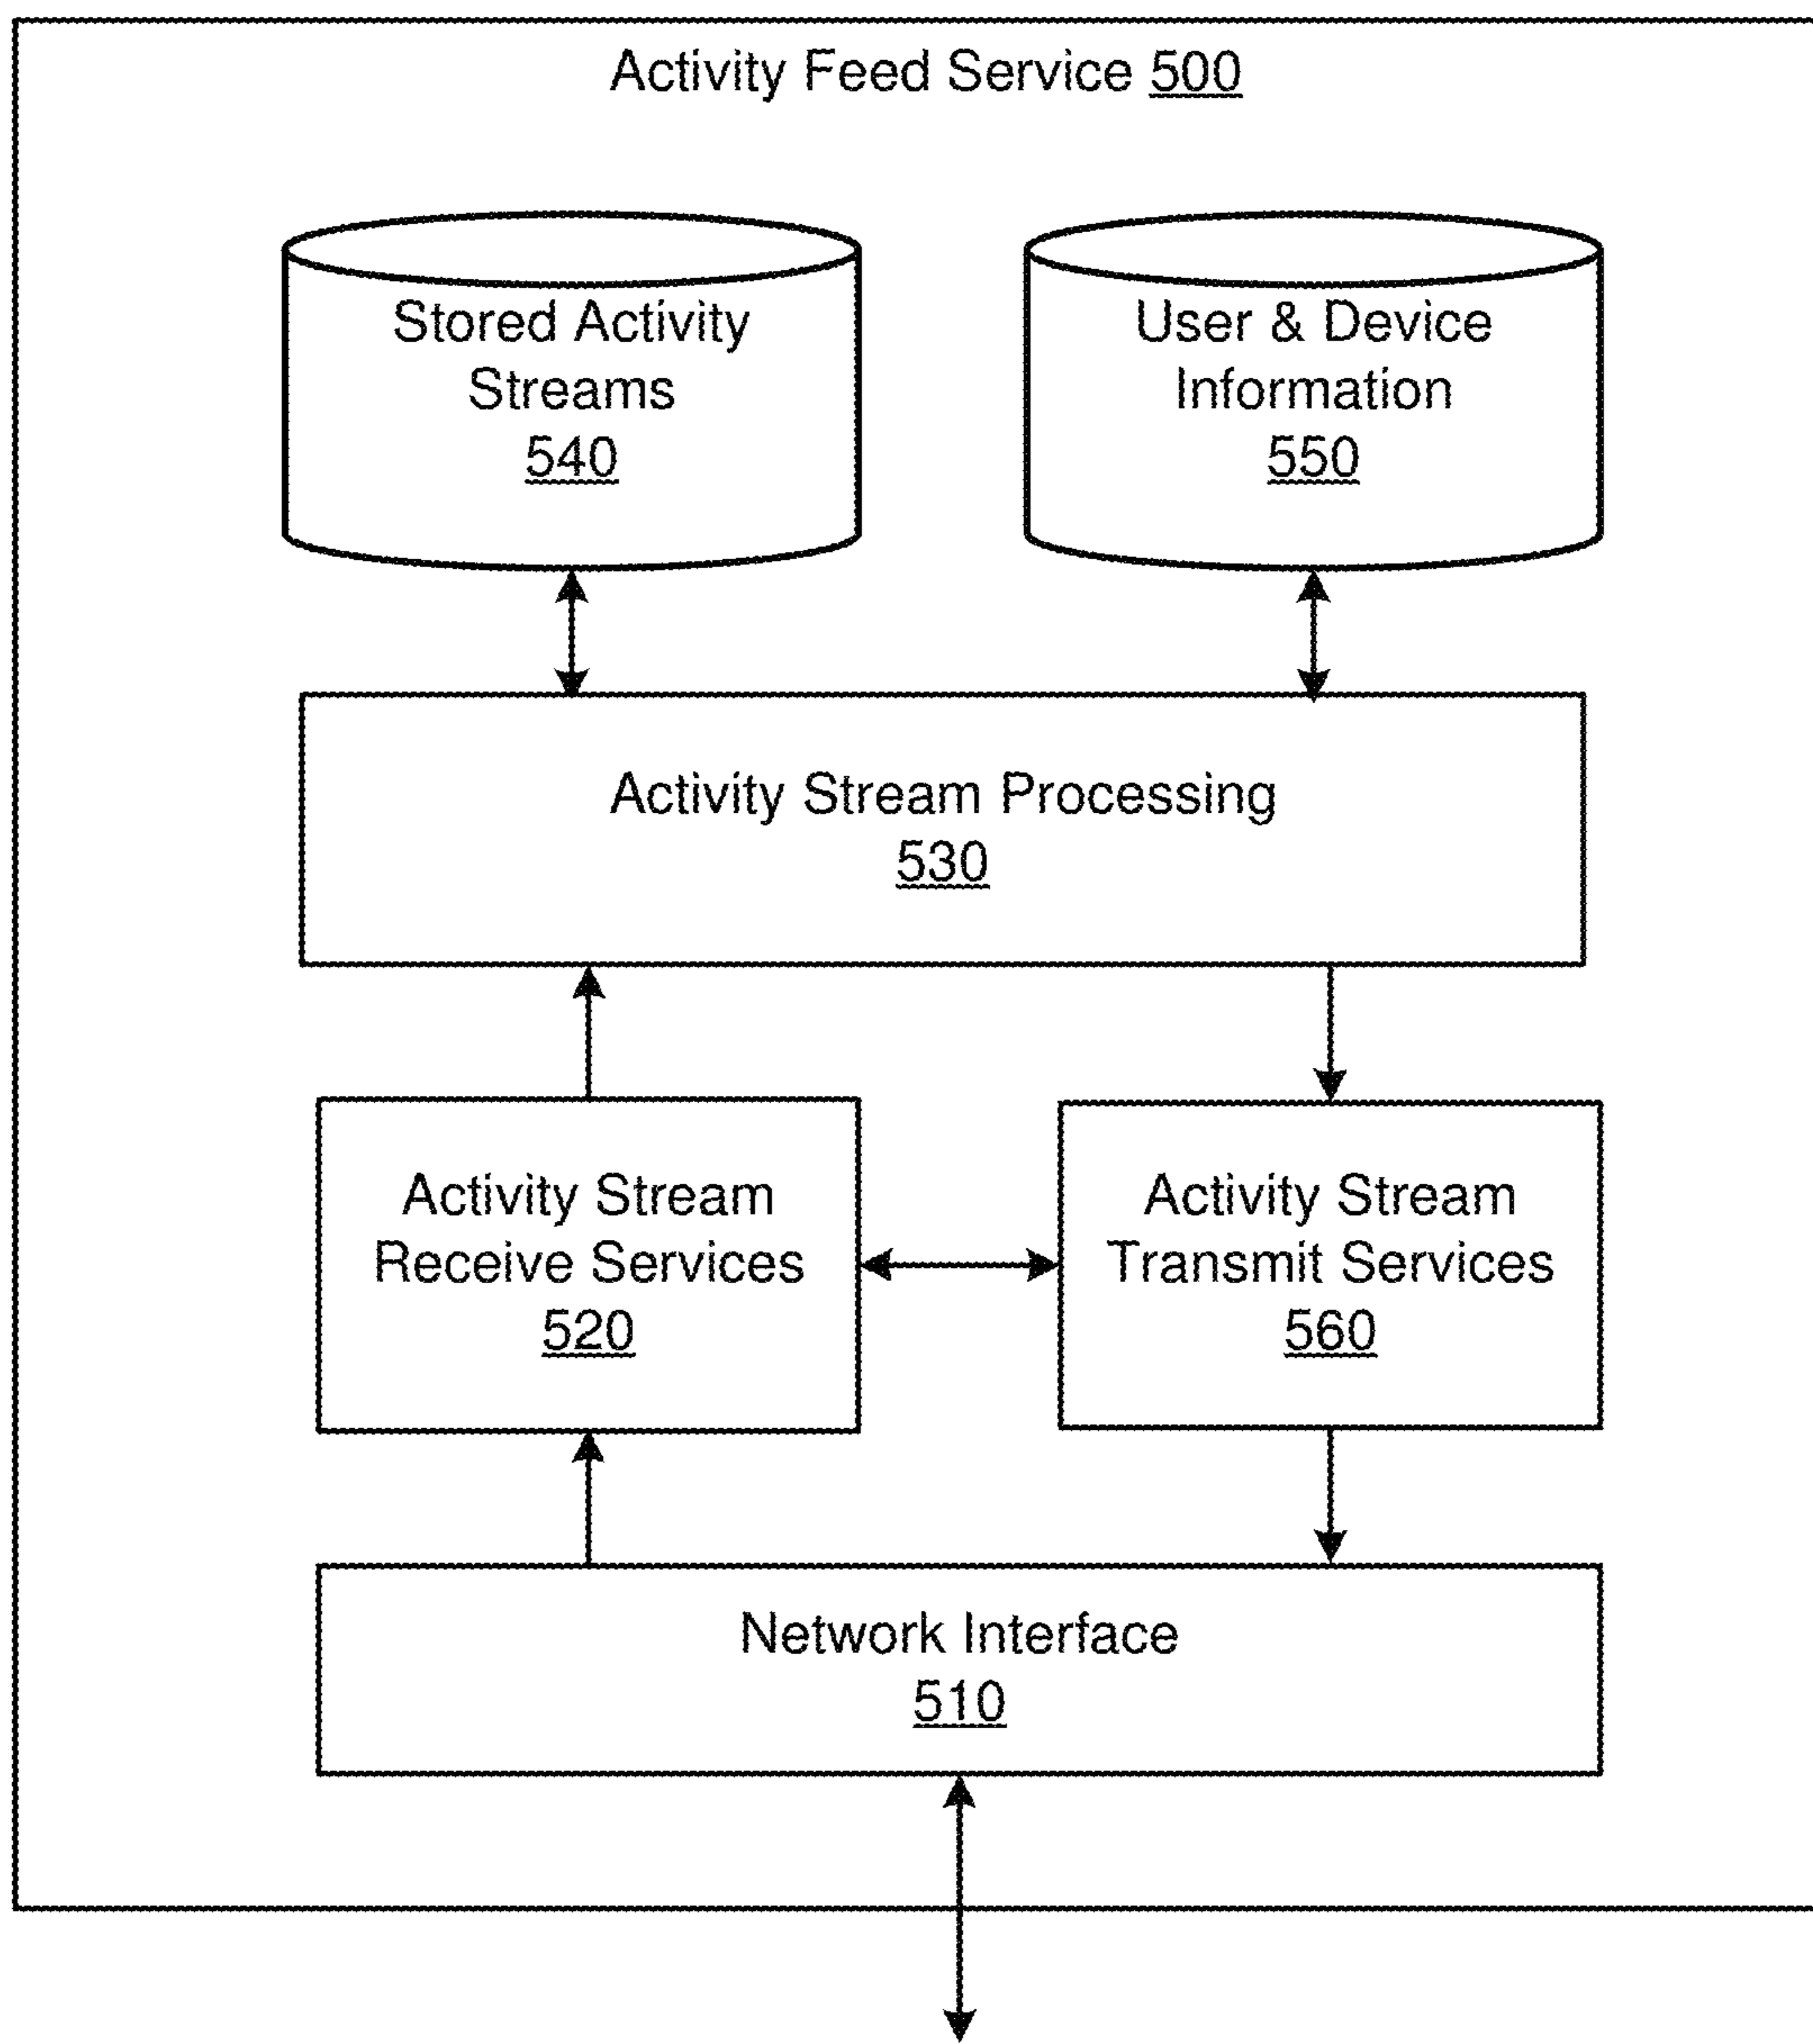 Activity Feed Service 500
Stored Activity
Streams
540
User & Device
Information
550
Activity Stream Processing
530
Activity Stream
Receive Services
520
Activity Stream
Transmit Services
560
Network Interface
510